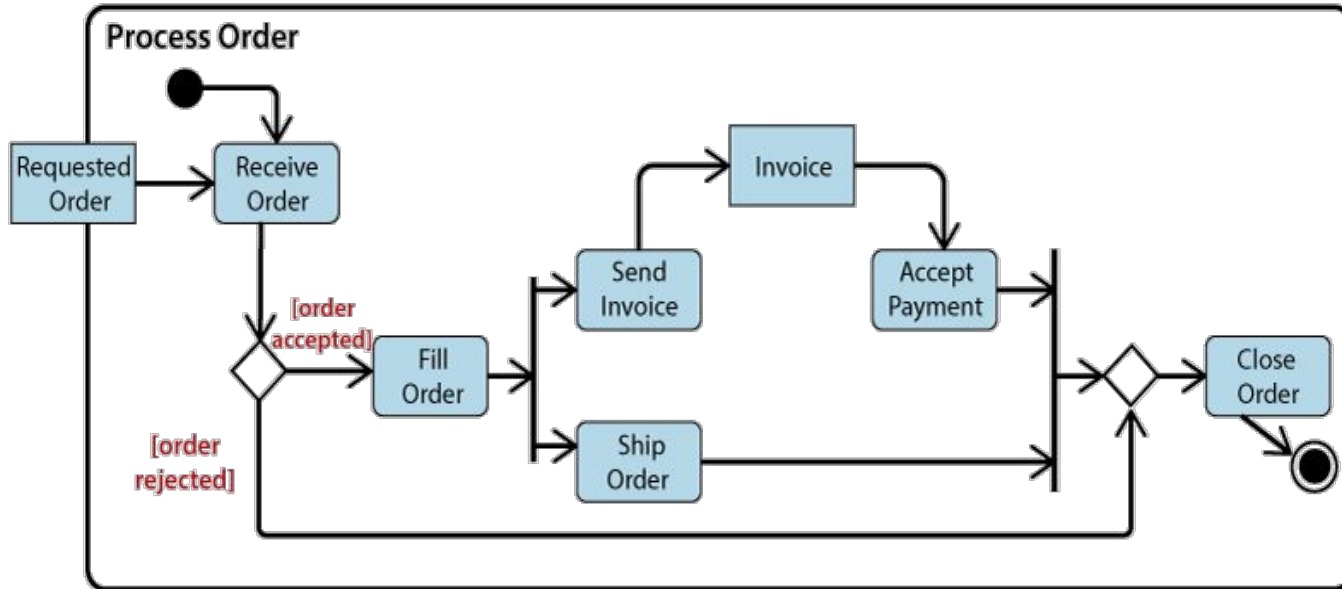 Process Order
Requested
Order
Receive
Order
Invoice
Send
Invoice
Accept
Payment
[order
accepted]
Fill
Order
Close
Order
[order
rejected]
Ship
Order